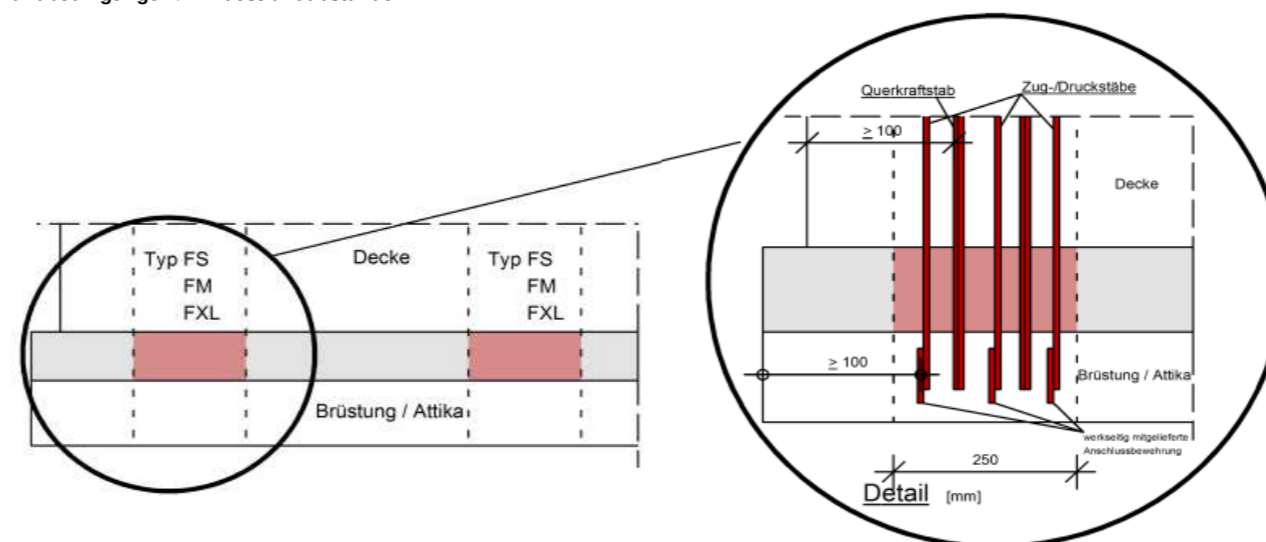 Querkraftstab
Zug-/Druckstäbe
≥ 100
Decke
Typ FS
FM
FXL
Decke
Typ FS
FM
FXL
≥ 100
Brüstung / Attika
Brüstung / Attika
werkseitig mitgelieferte
Anschlussbewehrung
250
Detail [mm]